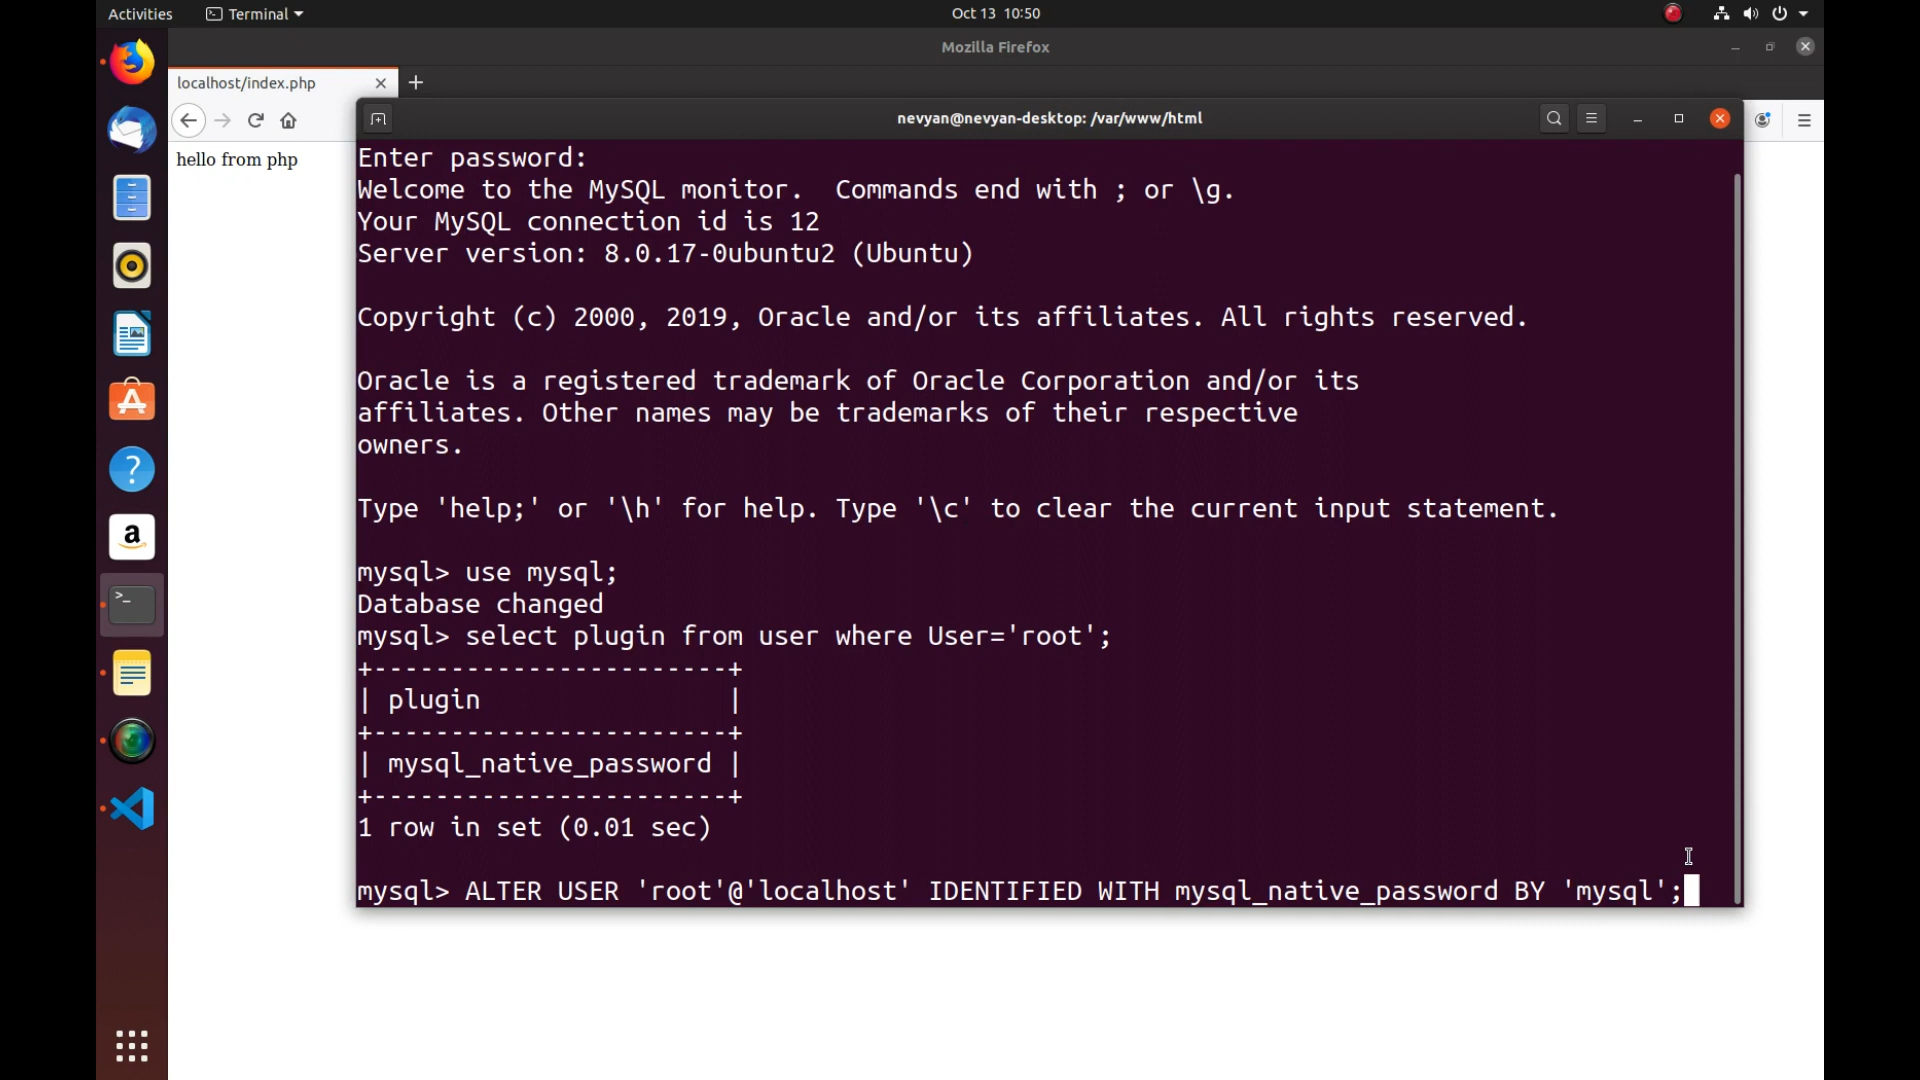 Activities Terminal Oct 13 10:50
Mozilla Firefox
localhost/index.php
nevyan@nevyan-desktop: /var/www/html
hello from php
Enter password:
Welcome to the MySQL monitor.  Commands end with ; or \g.
Your MySQL connection id is 12
Server version: 8.0.17-0ubuntu2 (Ubuntu)
Copyright (c) 2000, 2019, Oracle and/or its affiliates. All rights reserved.
Oracle is a registered trademark of Oracle Corporation and/or its
affiliates. Other names may be trademarks of their respective
owners.
Type 'help;' or '\h' for help. Type '\c' to clear the current input statement.
mysql> use mysql;
Database changed
mysql> select plugin from user where User='root';
+-----------------------+
| plugin                |
+-----------------------+
| mysql_native_password |
+-----------------------+
1 row in set (0.01 sec)
mysql> ALTER USER 'root'@'localhost' IDENTIFIED WITH mysql_native_password BY 'mysql';